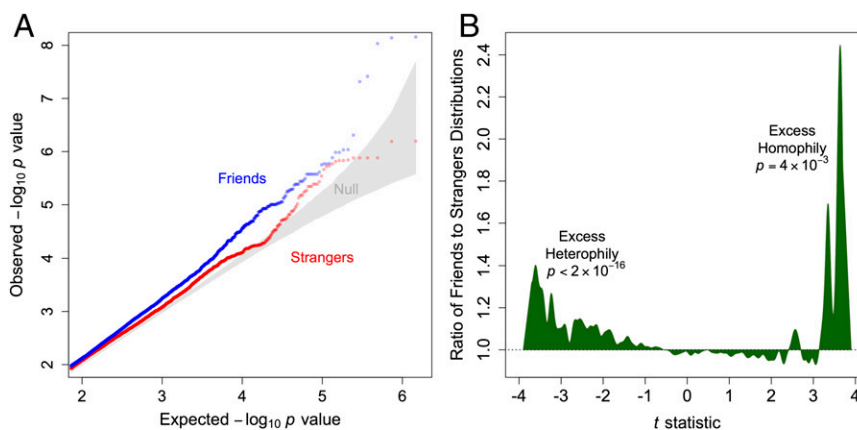 A
8
7
6
5
4
3
2
Observed −log10 p value
Friends
Null
Strangers
2
3
4
5
6
Expected −log10 p value
B
2.4
2.2
2.0
1.8
1.6
1.4
1.2
1.0
Ratio of Friends to Strangers Distributions
Excess
Heterophily
p < 2 × 10−16
Excess
Homophily
p = 4 × 10−3
-4
-3
-2
-1
0
1
2
3
4
t statistic